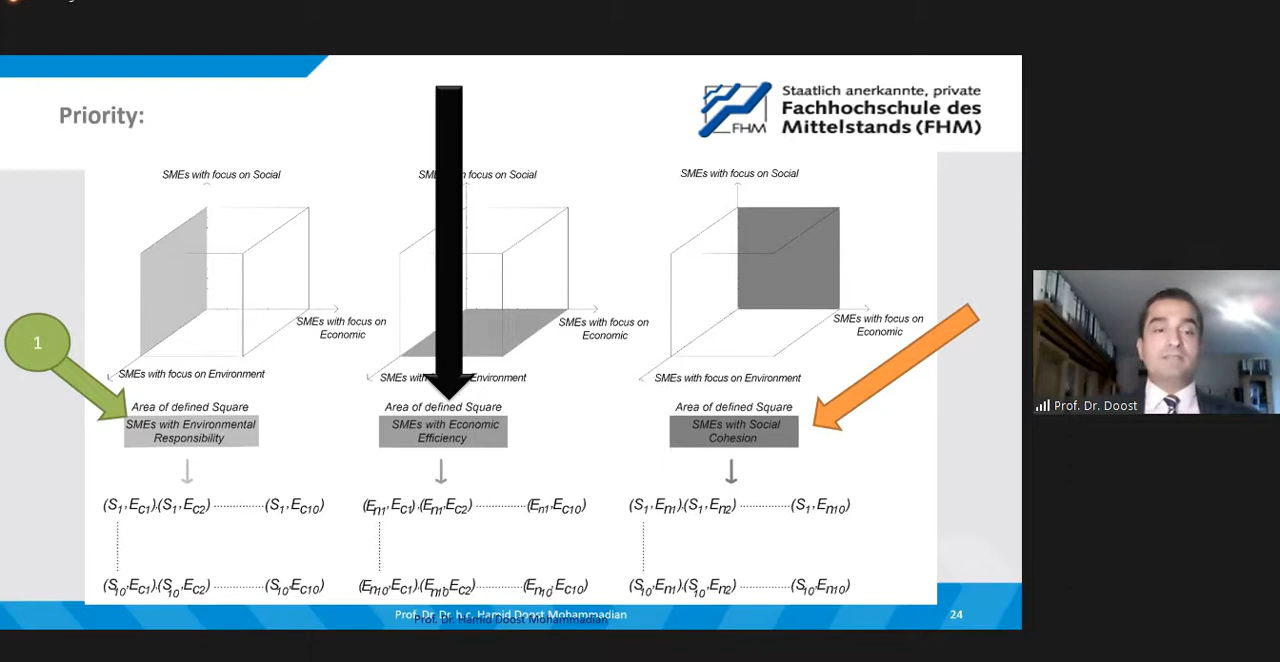 Priority:
Staatlich anerkannte, private
Fachhochschule des
Mittelstands (FHM)
FHM
SMEs with focus on Social
SMEs with focus on
Economic
SMEs with focus on Environment
Area of defined Square
SMEs with Environmental
Responsibility
(S1,Ec1),(S1,Ec2) ............ (S1,Ec10)
(S10,Ec1),(S10,Ec2) ............ (S10,Ec10)
focus on Social
SMEs with focus on
Economic
Environment
Area of defined Square
SMEs with Economic
Efficiency
(En1,Ec1),(En1,Ec2) ............ (En1,Ec10)
(En10,Ec1),(En10,Ec2) ............ (En10,Ec10)
SMEs with focus on Social
SMEs with focus on
Economic
SMEs with focus on Environment
Area of defined Square
SMEs with Social
Cohesion
(S1,En1),(S1,En2) ............ (S1,En10)
(S10,En1),(S10,En2) ............ (S10,En10)
1
Prof. Dr. Dr. h.c. Hamid Doost Mohammadian
Prof. Dr. Hamid Doost Mohammadian
24
Prof. Dr. Doost